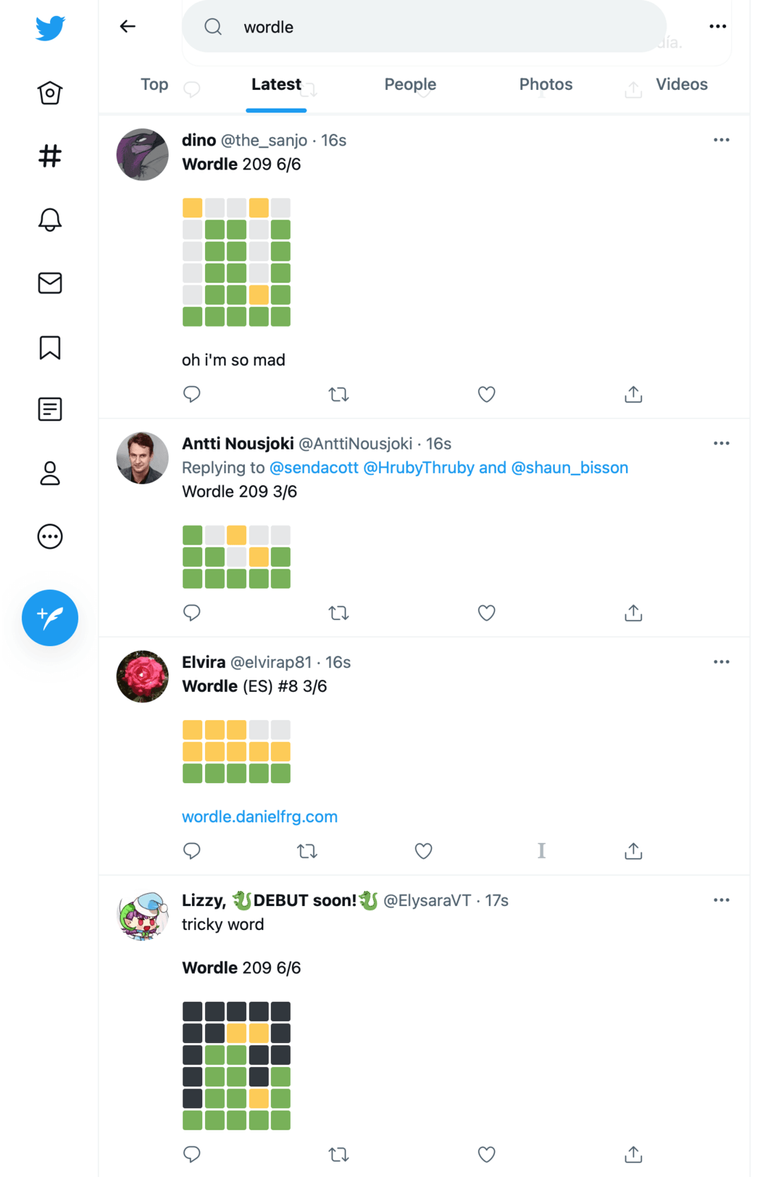 wordle
día.
Top Latest People Photos Videos
dino @the_sanjo · 16s
Wordle 209 6/6
oh i'm so mad
Antti Nousjoki @AnttiNousjoki · 16s
Replying to @sendacott @HrubyThruby and @shaun_bisson
Wordle 209 3/6
Elvira @elvirap81 · 16s
Wordle (ES) #8 3/6
wordle.danielfrg.com
Lizzy, 🐉DEBUT soon!🐉 @ElysaraVT · 17s
tricky word
Wordle 209 6/6